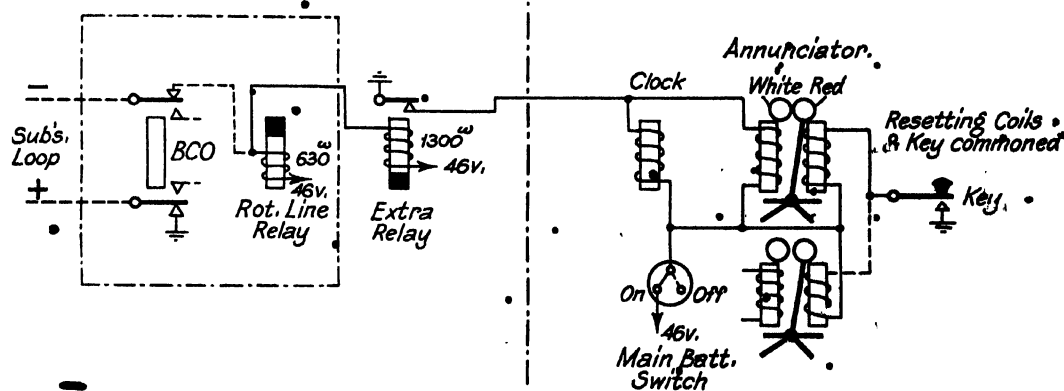 Annunciator.
Clock
White Red
−
Sub's.
Loop
+
BCO
630 ω
46v.
Rot. Line
Relay
1300 ω
46v.
Extra
Relay
Resetting Coils
& Key commoned
Key.
On
Off
46v.
Main Batt.
Switch